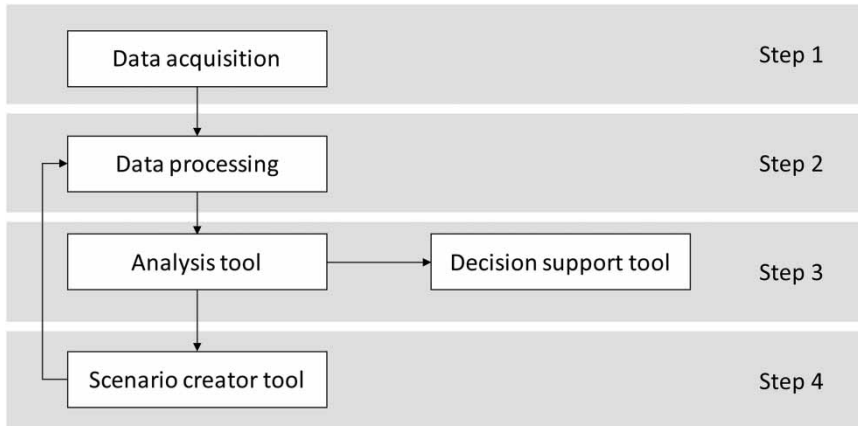 Data acquisition
Step 1
Data processing
Step 2
Analysis tool
Decision support tool
Step 3
Scenario creator tool
Step 4